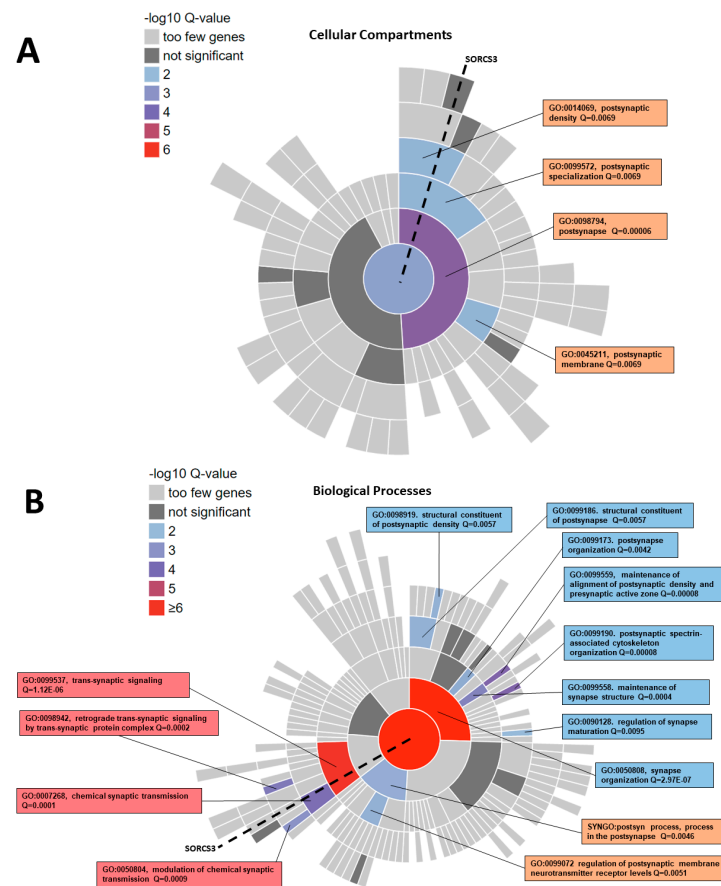 A
-log10 Q-value
too few genes
not significant
2
3
4
5
6
Cellular Compartments
SORCS3
GO:0014069, postsynaptic
density Q=0.0069
GO:0099572, postsynaptic
specialization Q=0.0069
GO:0098794,
postsynapse Q=0.00006
GO:0045211, postsynaptic
membrane Q=0.0069
B
-log10 Q-value
too few genes
not significant
2
3
4
5
≥6
Biological Processes
GO:0098919. structural constituent
of postsynaptic density Q=0.0057
GO:0099186. structural constituent
of postsynapse Q=0.0057
GO:0099173. postsynapse
organization Q=0.0042
GO:0099559, maintenance of
alignment of postsynaptic density and
presynaptic active zone Q=0.00008
GO:0099190. postsynaptic spectrin-
associated cytoskeleton
organization Q=0.00008
GO:0099558. maintenance of
synapse structure Q=0.0004
GO:0090128. regulation of synapse
maturation Q=0.0095
GO:0050808, synapse
organization Q=2.97E-07
SYNGO:postsyn process, process
in the postsynapse Q=0.0046
GO:0099072 regulation of postsynaptic membrane
neurotransmitter receptor levels Q=0.0051
GO:0099537, trans-synaptic signaling
Q=1.12E-06
GO:0098942, retrograde trans-synaptic signaling
by trans-synaptic protein complex Q=0.0002
GO:0007268, chemical synaptic transmission
Q=0.0001
SORCS3
GO:0050804, modulation of chemical synaptic
transmission Q=0.0009